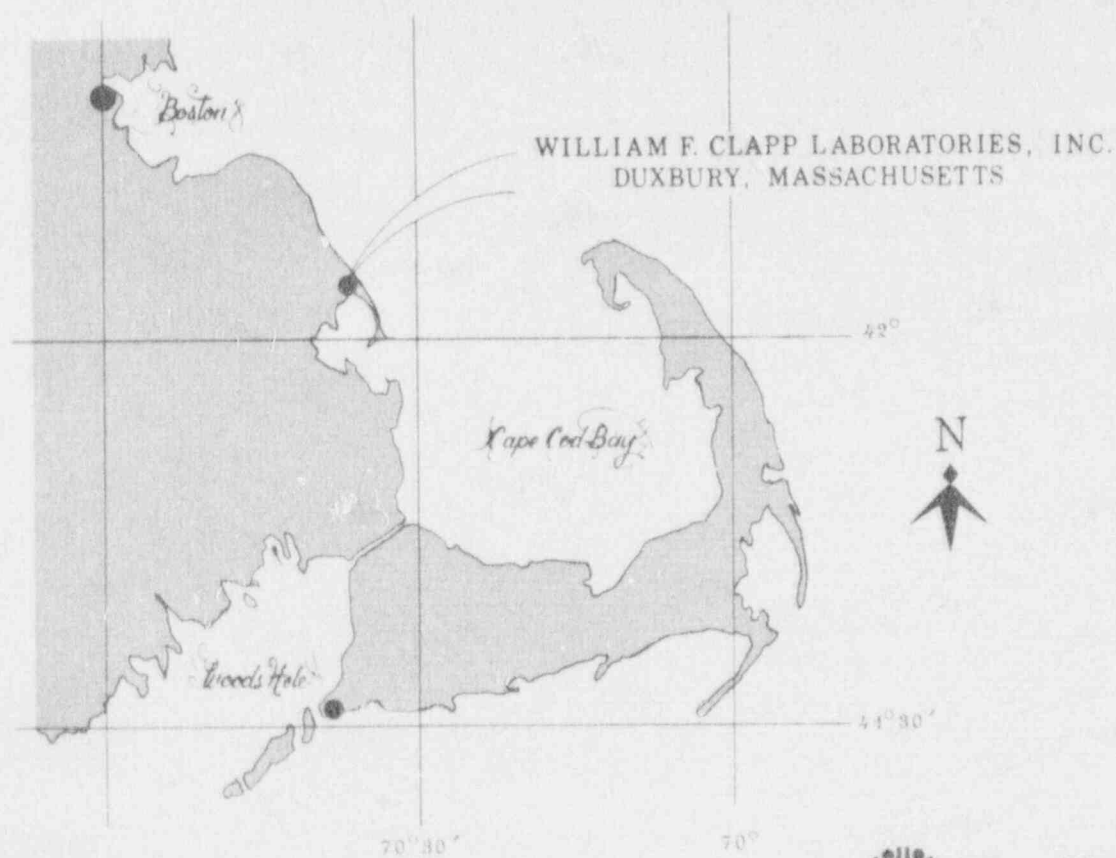 Boston
WILLIAM F. CLAPP LABORATORIES, INC.
DUXBURY, MASSACHUSETTS
42°
Cape Cod Bay
N
Woods Hole
41°30′
70°30′
70°